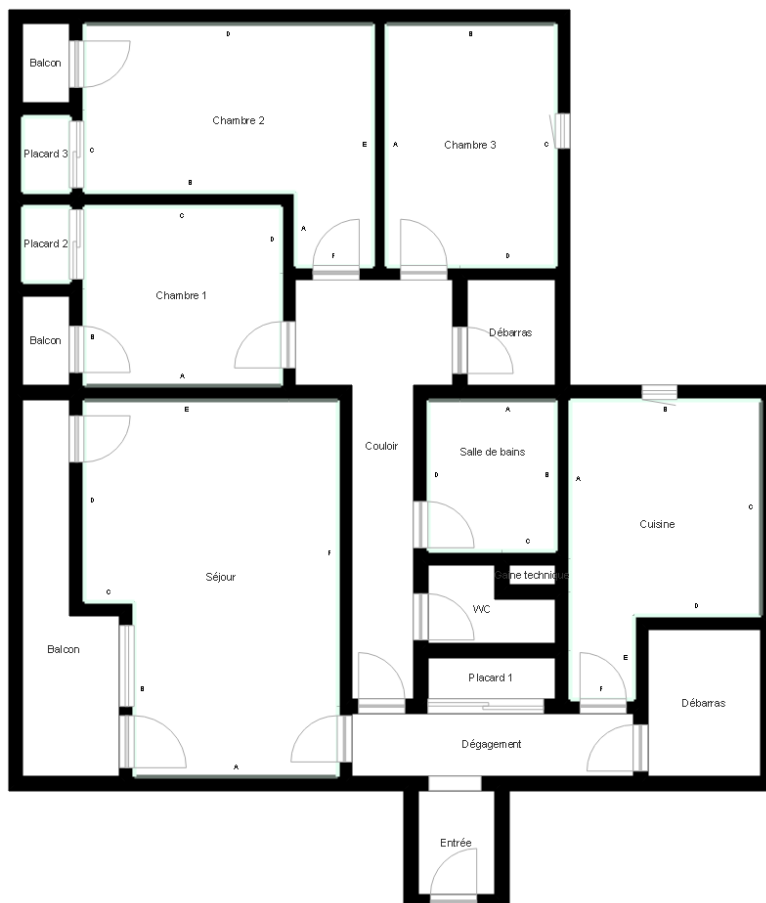 D
B
Balcon
Chambre 2
Chambre 3
C
E
A
C
Placard 3
B
C
A
D
F
D
Placard 2
Chambre 1
Balcon
B
A
Débarras
E
A
B
Couloir
Salle de bains
D
B
A
C
D
Cuisine
C
F
Séjour
Gaine technique
C
WC
D
Balcon
E
Placard 1
B
F
Débarras
Dégagement
A
Entrée